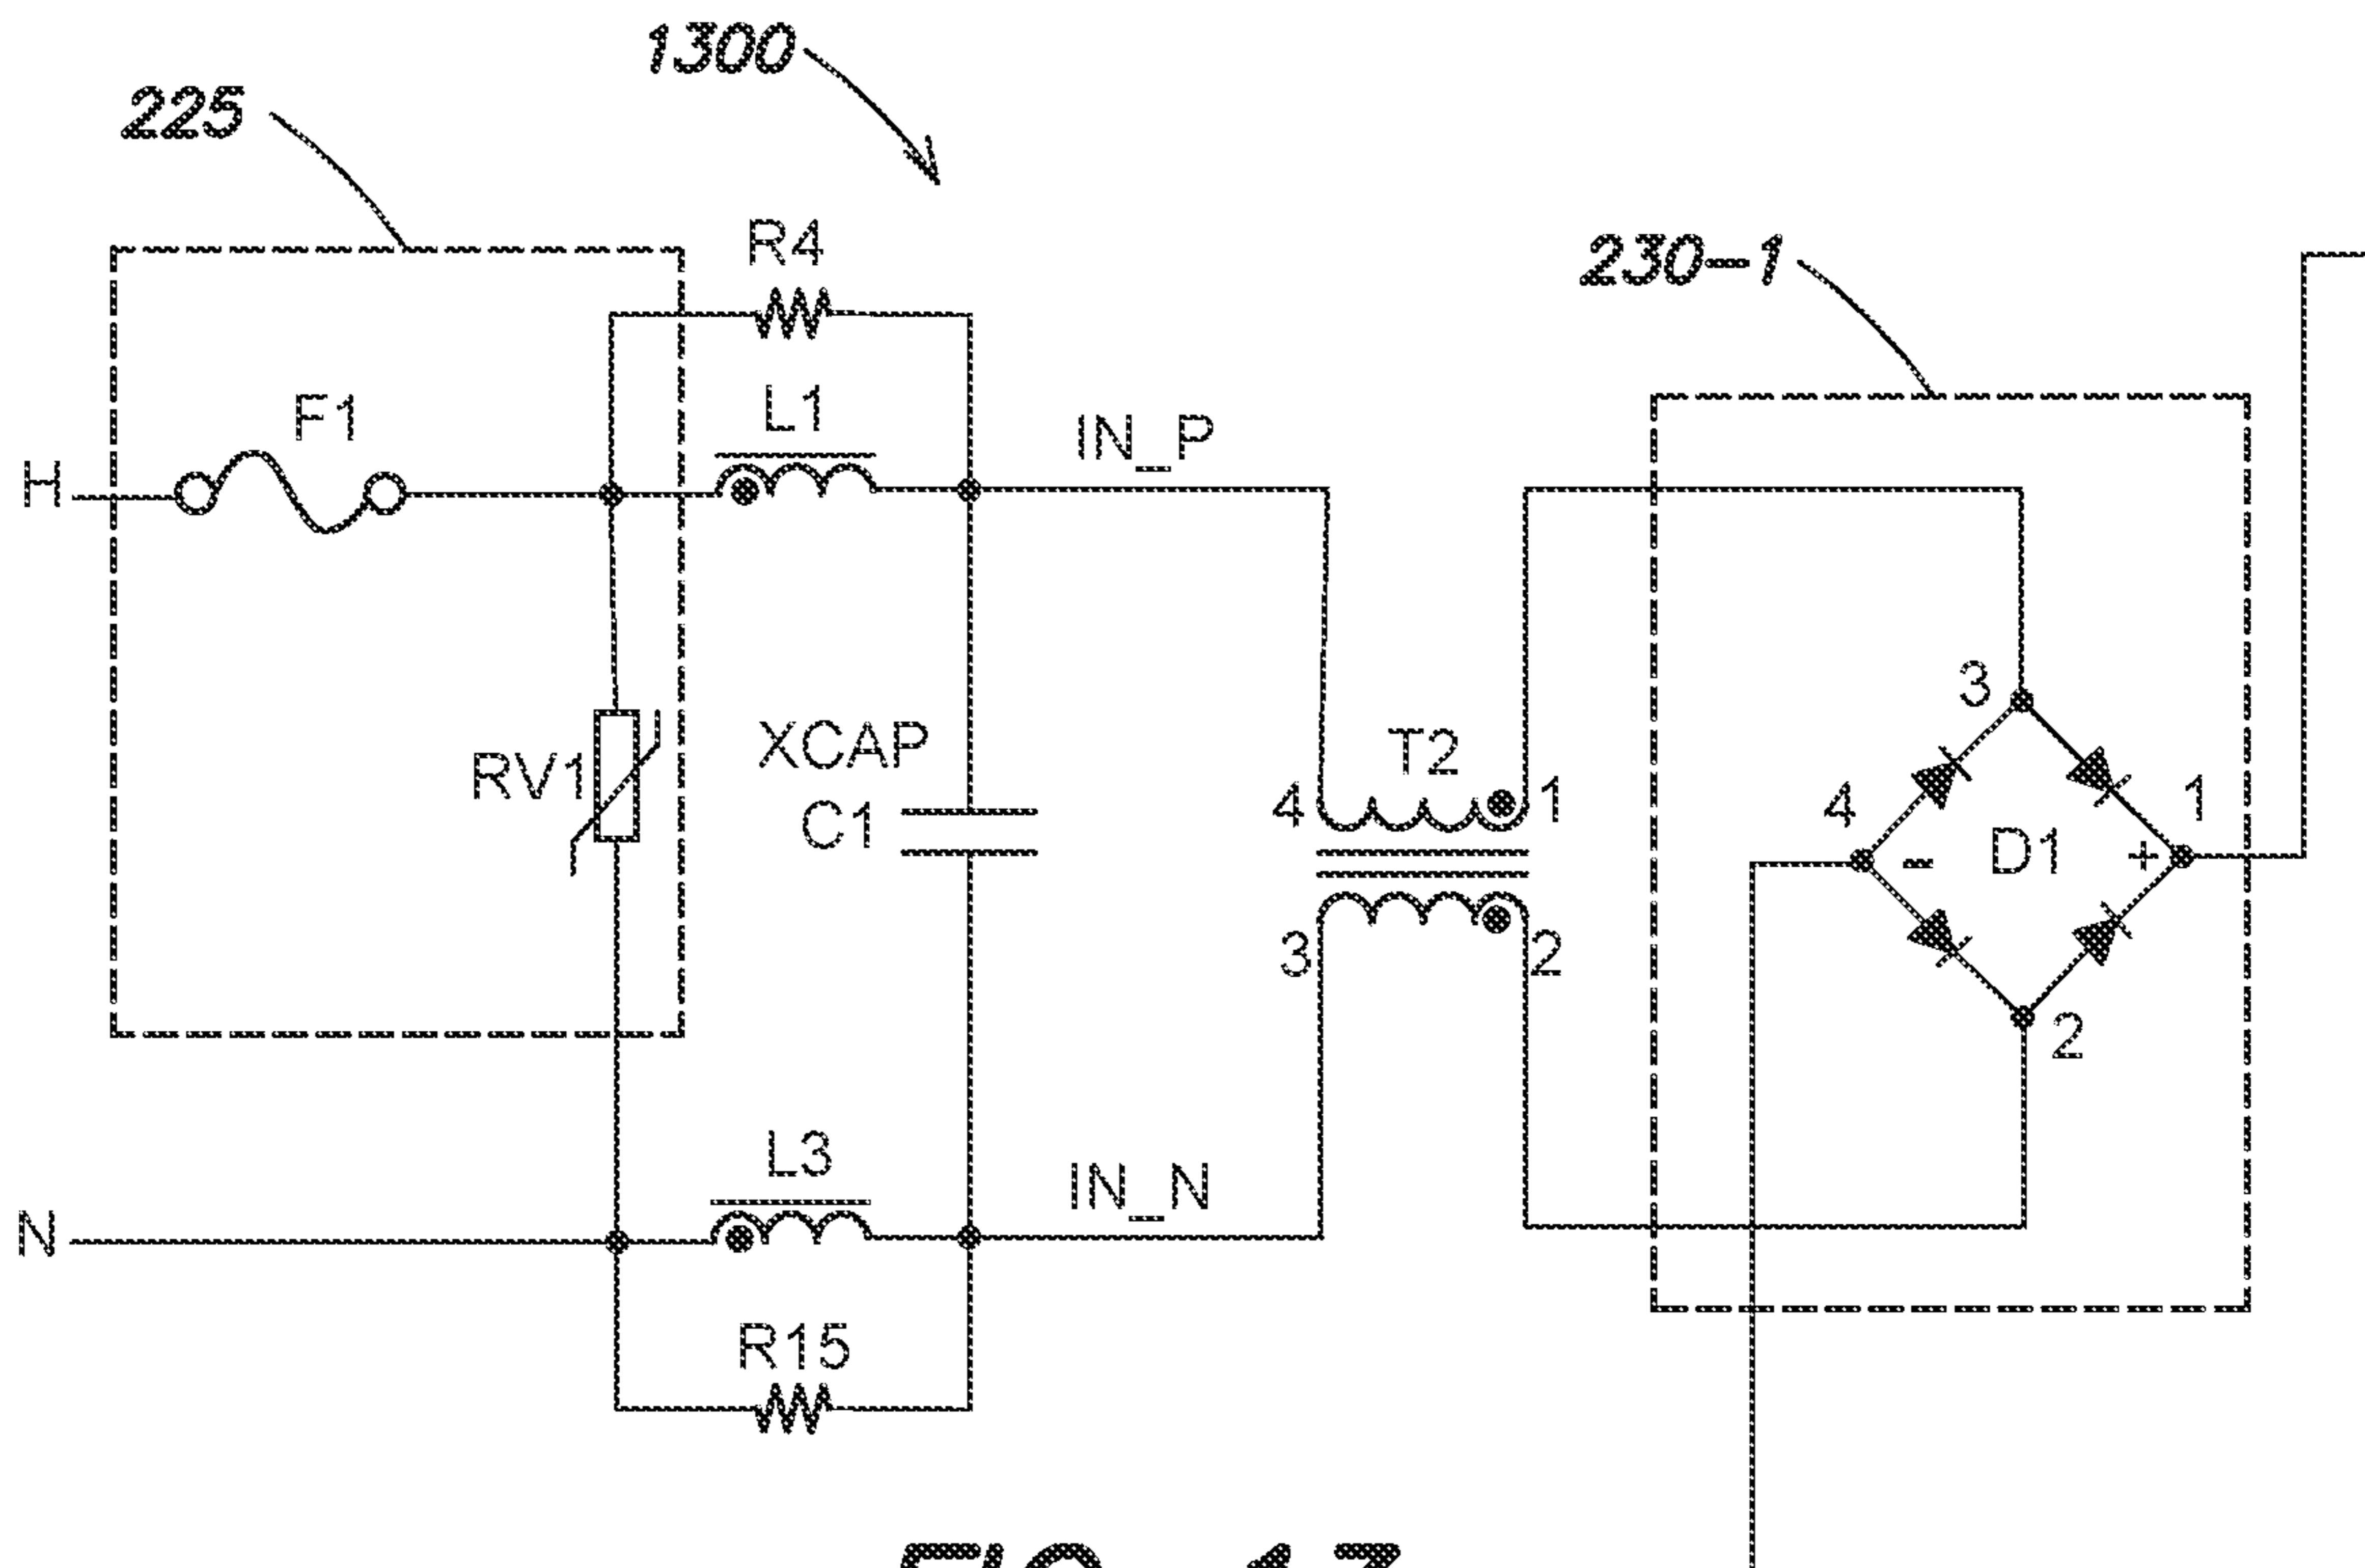 1300
225
R4
230-1
F1
L1
IN_P
H
3
RV1
XCAP
C1
T2
4
1
4
1
- D1 +
3
2
2
L3
IN_N
N
R15